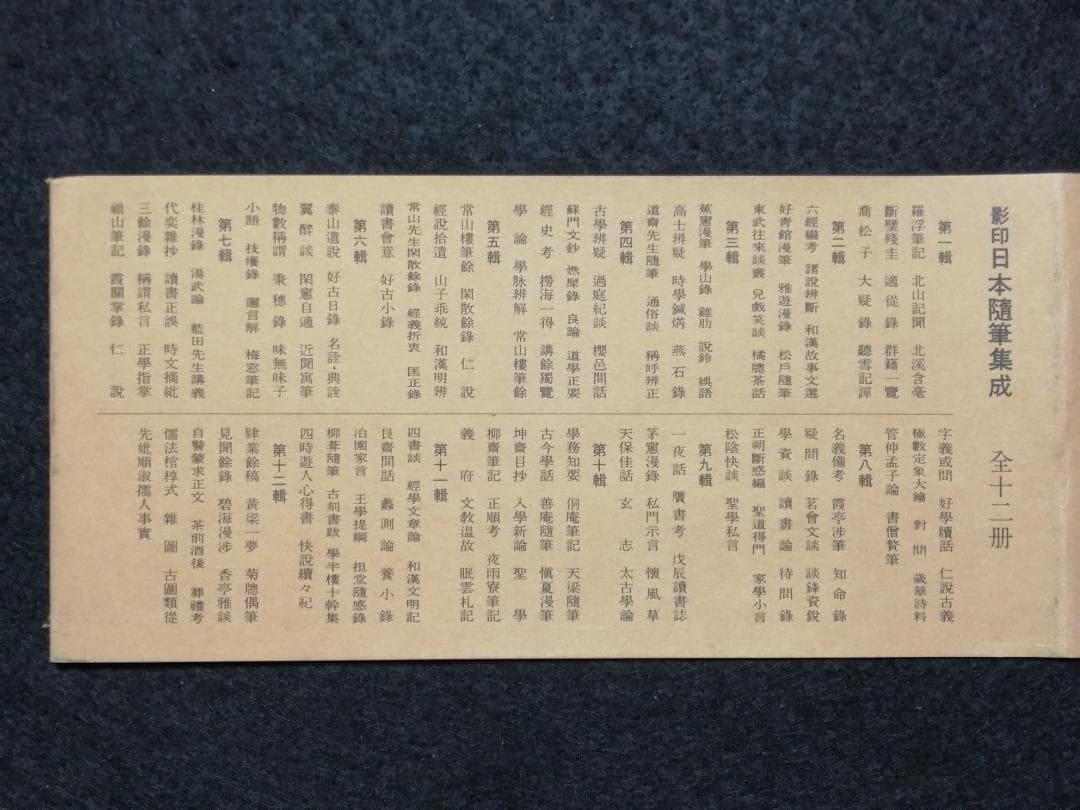 影印日本隨筆集成　全十二册
第一輯
羅浮筆記　北山記聞　北溪含毫
斷璧殘圭　適從錄　群籍一覽
喬松子　大疑錄　聽雪記譚
第二輯
六經編考　諸說辨斷　和漢故事文選
好青館漫筆　雅遊漫錄　松戶隨筆
東武往來談叢　兒戲笑談　橘牕茶話
第三輯
蕉窻漫筆　學山錄　雞肋　說鈴　娛語
高士辨疑　時學鍼焫　燕石錄
道齋先生隨筆　通俗談　稱呼辨正
第四輯
古學辨疑　過庭紀談　櫻邑間話
蘇門文鈔　燃犀錄　良論　道學正要
經史考　撈海一得　講餘獨覽
學論　學脉辨解　常山樓筆餘
第五輯
常山樓筆餘　閑散餘錄　仁說
經說拾遺　山子乖統　和漢明辨
讀書會意　好古小錄
常山先生閑散餘錄　經義折衷　匡正錄
第六輯
泰山遺說　好古日錄　名詮・典詮
翼醉談　閑窻自適　近聞寓筆
物數稱謂　秉穗錄　味無味子
小語　技癢錄　邇言解　梅窓筆記
第七輯
桂林漫錄　湯武論　藍田先生講義
代奕雜抄　讀書正誤　時文摘紕
三餘漫錄　稱謂私言　正學指掌
祖山筆記　霞關掌錄　仁說
字義或問　好學牘話　仁說古義
極數定象大鑰　對問　歲華詩料
管仲孟子論　書僧贅筆
第八輯
名義備考　霞亭涉筆　知命錄
疑問錄　茗會文談　談鋒資銳
學資談　讀書論　待問錄
正朔斷惑編　聖道得門　家學小言
松陰快談　聖學私言
第九輯
一夜話　贋書考　戊辰讀書誌
茅窻漫錄　私門示言　懷風草
天保佳話　玄志　太古學論
第十輯
學務知要　侗庵筆記　天梁隨筆
古今學話　善庵隨筆　愼夏漫筆
坤齋日抄　入學新論　聖學
柳齋筆記　正順考　夜雨寮筆記
義府　文教溫故　眠雲札記
第十一輯
四書談　經學文章論　和漢文明記
良齋間話　蠡測論　養小錄
泊園家言　王學提綱　担堂隨感錄
柳莟隨筆　古刻書跋　學半樓十幹集
四時遊人心得書　快說續々紀
第十二輯
肄業餘稿　黃梁一夢　菊牕偶筆
見聞餘錄　碧海漫涉　香亭雅談
自警蒙求正文　茶前酒後　葬禮考
儒法棺椁式　雜圖　古圖類從
先妣順淑孺人事實